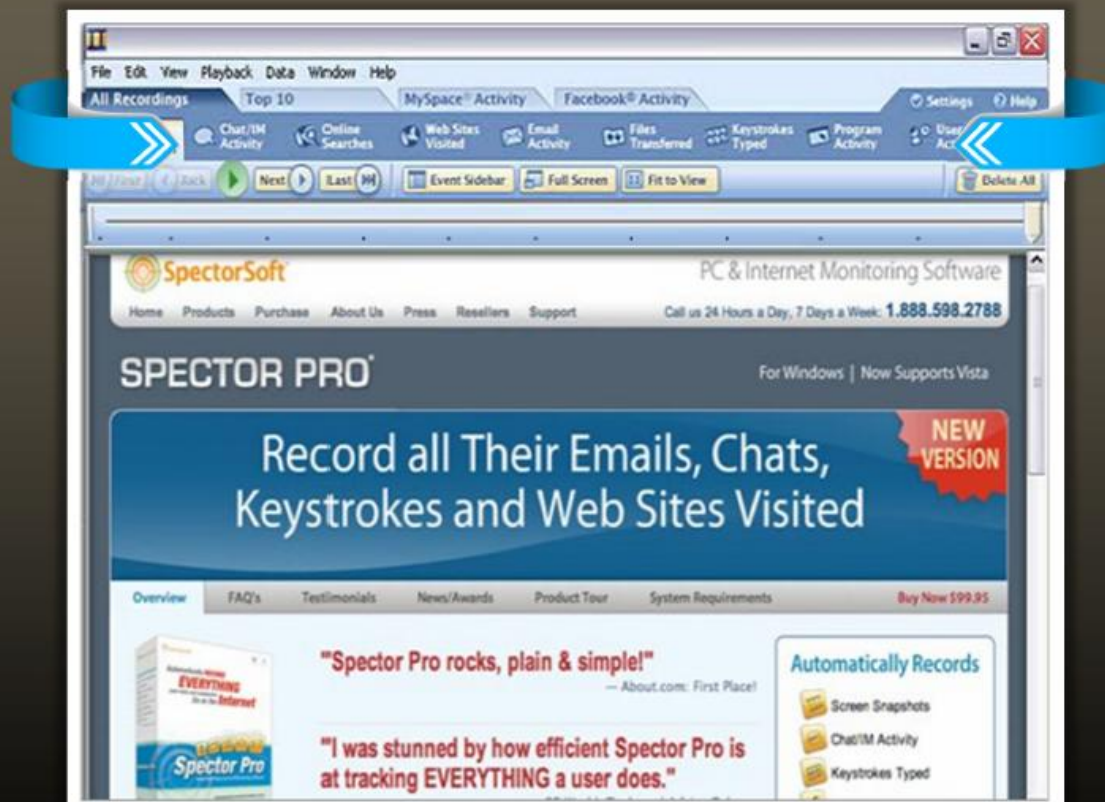 File Edit View Playback Data Window Help
All Recordings Top 10 MySpace® Activity Facebook® Activity Settings Help
Chat/IM Activity
Online Searches
Web Sites Visited
Email Activity
Files Transferred
Keystrokes Typed
Program Activity
User
First Back Next Last Event Sidebar Full Screen Fit to View Delete All
SpectorSoft PC & Internet Monitoring Software
Home Products Purchase About Us Press Resellers Support Call us 24 Hours a Day, 7 Days a Week: 1.888.598.2788
SPECTOR PRO® For Windows | Now Supports Vista
Record all Their Emails, Chats,
Keystrokes and Web Sites Visited
NEW
VERSION
Overview FAQ's Testimonials News/Awards Product Tour System Requirements Buy Now $99.95
EVERYTHING
Internet
Spector Pro
"Spector Pro rocks, plain & simple!"
— About.com: First Place!
"I was stunned by how efficient Spector Pro is
at tracking EVERYTHING a user does."
Automatically Records
Screen Snapshots
Chat/IM Activity
Keystrokes Typed